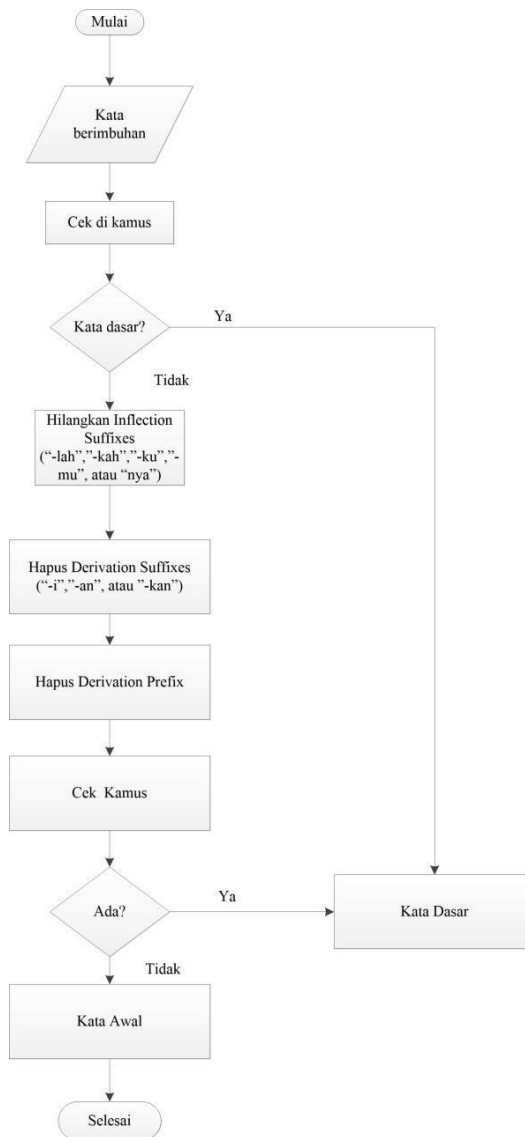 Mulai
Kata
berimbuhan
Cek di kamus
Kata dasar?
Ya
Tidak
Hilangkan Inflection
Suffixes
(“-lah”,”-kah”,”-ku”,”-
mu”, atau “nya”)
Hapus Derivation Suffixes
(“-i”,”-an”, atau ”-kan”)
Hapus Derivation Prefix
Cek Kamus
Ada?
Ya
Kata Dasar
Tidak
Kata Awal
Selesai